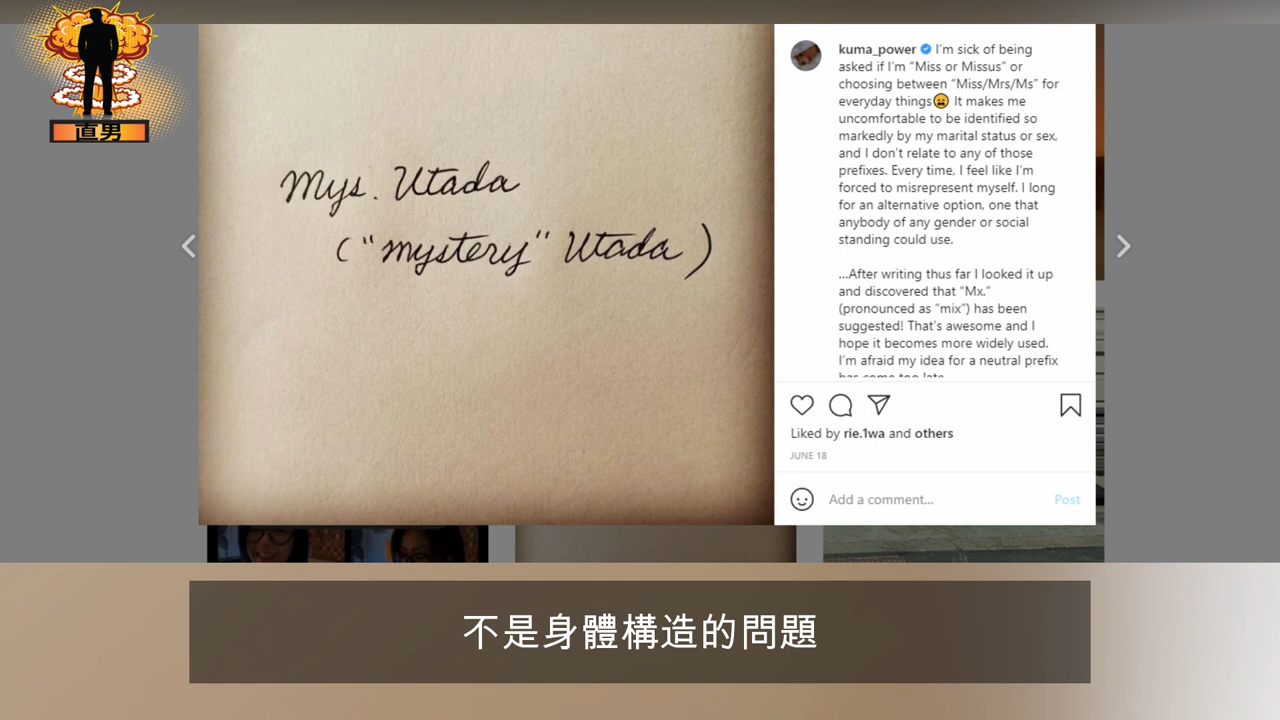 直男
Mys. Utada
("mystery" Utada)
kuma_power I'm sick of being
asked if I'm "Miss or Missus" or
choosing between "Miss/Mrs/Ms" for
everyday things😩 It makes me
uncomfortable to be identified so
markedly by my marital status or sex,
and I don't relate to any of those
prefixes. Every time, I feel like I'm
forced to misrepresent myself. I long
for an alternative option, one that
anybody of any gender or social
standing could use.
...After writing thus far I looked it up
and discovered that "Mx."
(pronounced as "mix") has been
suggested! That's awesome and I
hope it becomes more widely used.
I'm afraid my idea for a neutral prefix
has come too late
Liked by rie.1wa and others
JUNE 18
Add a comment... Post
不是身體構造的問題